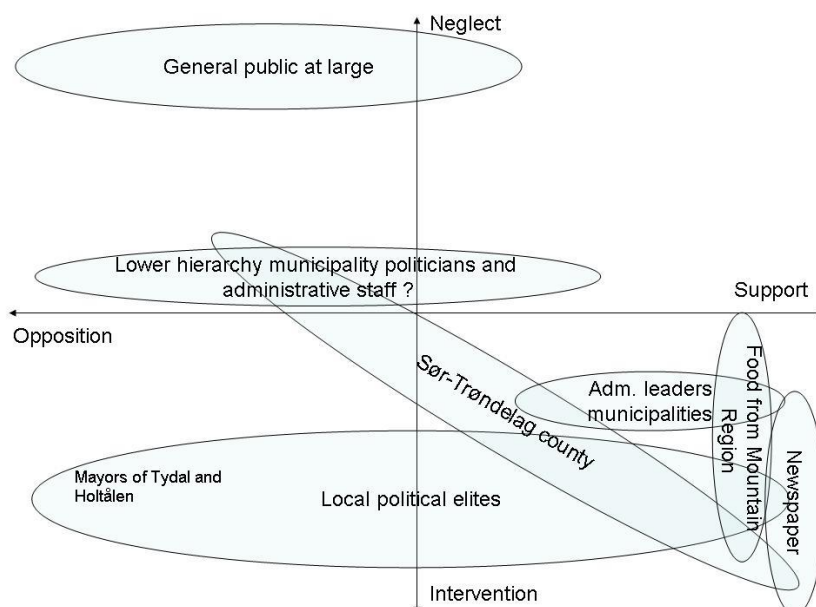 Neglect
General public at large
Lower hierarchy municipality politicians and
administrative staff ?
Support
Opposition
Sør-Trøndelag county
Adm. leaders
municipalities
Food from Mountain
Region
Newspaper
Mayors of Tydal and
Holtålen
Local political elites
Intervention